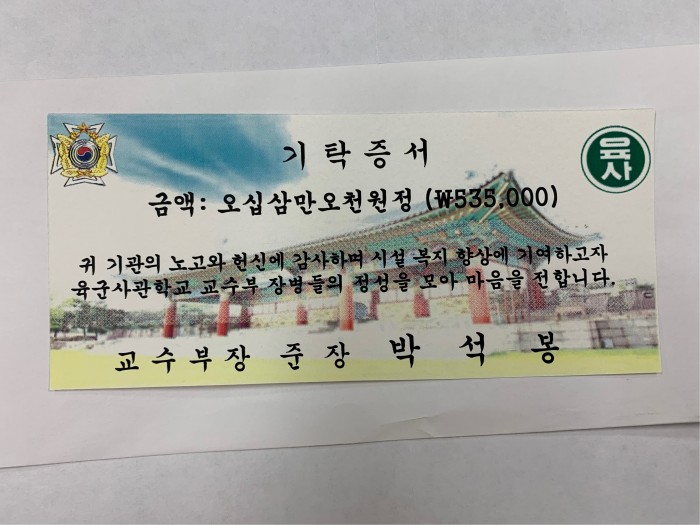 기탁증서
육사
금액: 오십삼만오천원정 (₩535,000)
귀 기관의 노고와 헌신에 감사하며 시설 복지 향상에 기여하고자
육군사관학교 교수부 장병들의 정성을 모아 마음을 전합니다.
교수부장 준장 박석봉